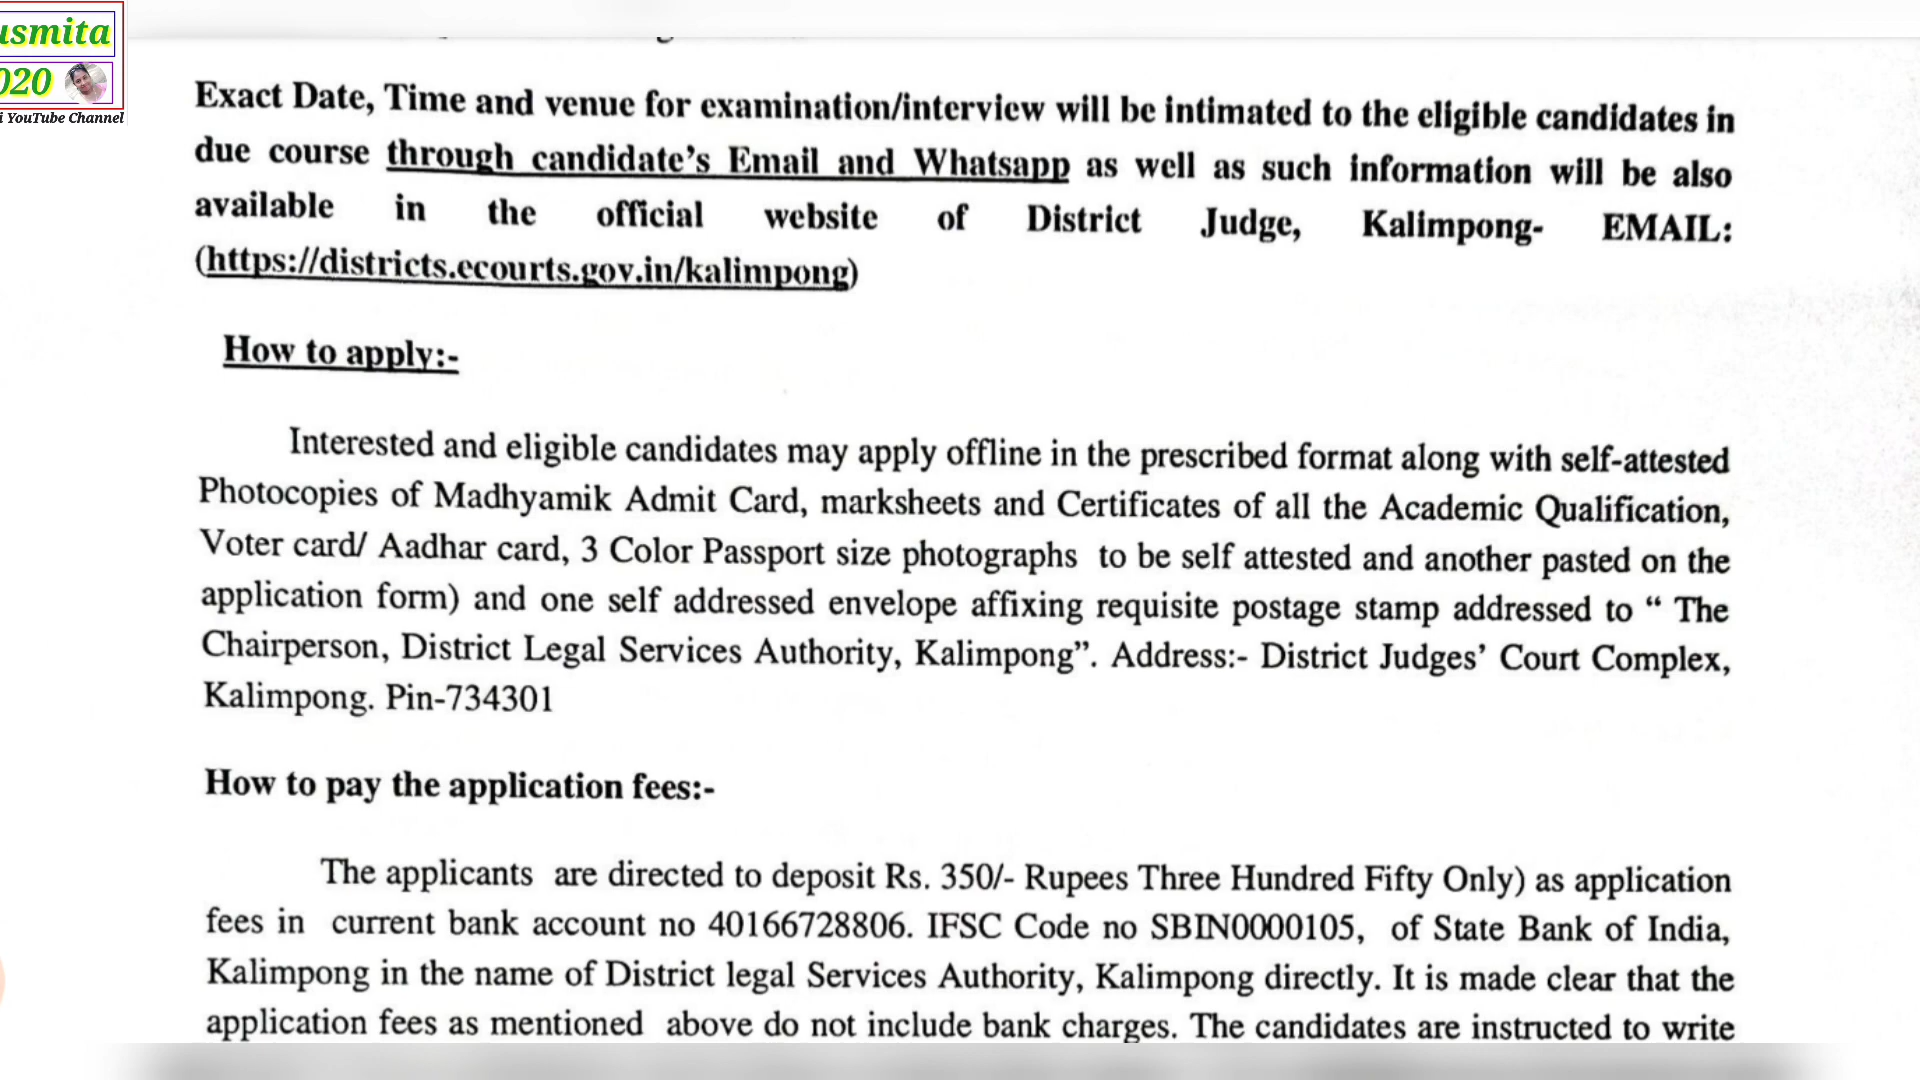 usmita
020
i YouTube Channel
Exact Date, Time and venue for examination/interview will be intimated to the eligible candidates in
due course through candidate's Email and Whatsapp as well as such information will be also
available in the official website of District Judge, Kalimpong- EMAIL:
(https://districts.ecourts.gov.in/kalimpong)
How to apply:-
Interested and eligible candidates may apply offline in the prescribed format along with self-attested
Photocopies of Madhyamik Admit Card, marksheets and Certificates of all the Academic Qualification,
Voter card/ Aadhar card, 3 Color Passport size photographs to be self attested and another pasted on the
application form) and one self addressed envelope affixing requisite postage stamp addressed to “ The
Chairperson, District Legal Services Authority, Kalimpong”. Address:- District Judges’ Court Complex,
Kalimpong. Pin-734301
How to pay the application fees:-
The applicants are directed to deposit Rs. 350/- Rupees Three Hundred Fifty Only) as application
fees in current bank account no 40166728806. IFSC Code no SBIN0000105, of State Bank of India,
Kalimpong in the name of District legal Services Authority, Kalimpong directly. It is made clear that the
application fees as mentioned above do not include bank charges. The candidates are instructed to write